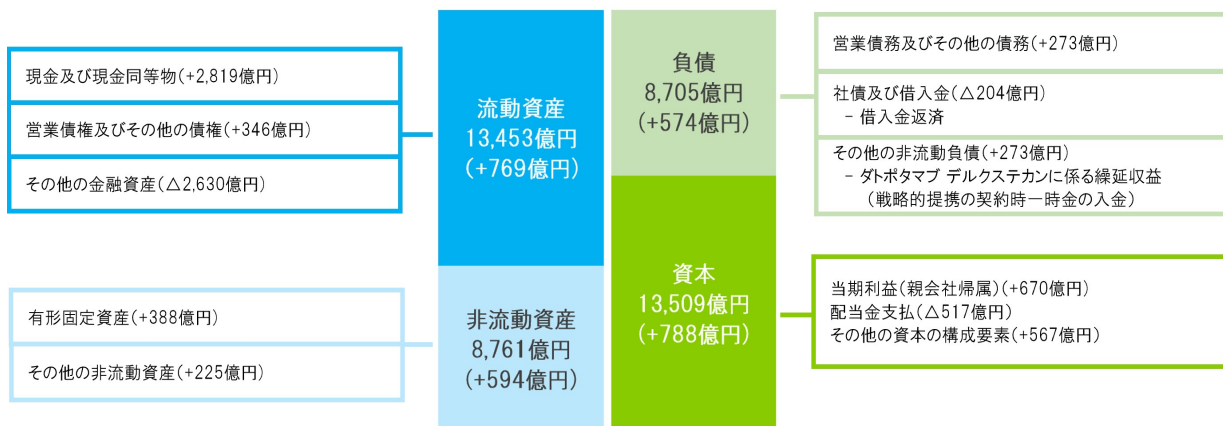 現金及び現金同等物(+2,819億円)
営業債権及びその他の債権(+346億円)
その他の金融資産(△2,630億円)
有形固定資産(+388億円)
その他の非流動資産(+225億円)
流動資産
13,453億円
(+769億円)
非流動資産
8,761億円
(+594億円)
負債
8,705億円
(+574億円)
資本
13,509億円
(+788億円)
営業債務及びその他の債務(+273億円)
社債及び借入金(△204億円)
− 借入金返済
その他の非流動負債(+273億円)
− ダトポタマブ デルクステカンに係る繰延収益
(戦略的提携の契約時一時金の入金)
当期利益(親会社帰属)(+670億円)
配当金支払(△517億円)
その他の資本の構成要素(+567億円)